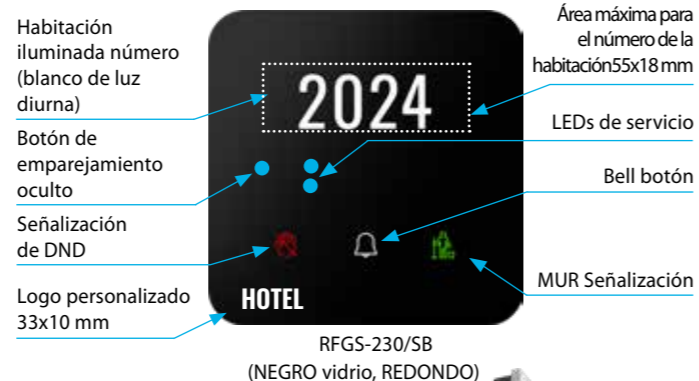 Habitación
iluminada número
(blanco de luz
diurna)
Botón de
emparejamiento
oculto
Señalización
de DND
Logo personalizado
33x10 mm
2024
HOTEL
Área máxima para
el número de la
habitación55x18 mm
LEDs de servicio
Bell botón
MUR Señalización
RFGS-230/SB
(NEGRO vidrio, REDONDO)